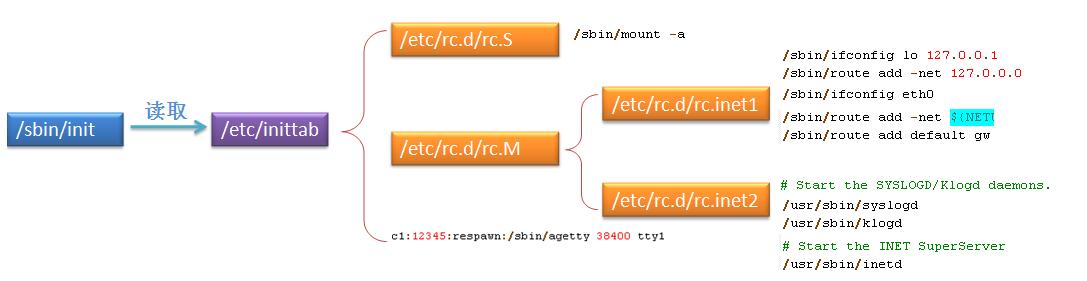 /sbin/init
读取
/etc/inittab
/etc/rc.d/rc.S
/sbin/mount -a
/etc/rc.d/rc.M
/etc/rc.d/rc.inet1
/sbin/ifconfig lo 127.0.0.1
/sbin/route add -net 127.0.0.0
/sbin/ifconfig eth0
/sbin/route add -net ${NET
/sbin/route add default gw
/etc/rc.d/rc.inet2
# Start the SYSLOGD/Klogd daemons.
/usr/sbin/syslogd
/usr/sbin/klogd
# Start the INET SuperServer
/usr/sbin/inetd
c1:12345:respawn:/sbin/agetty 38400 tty1